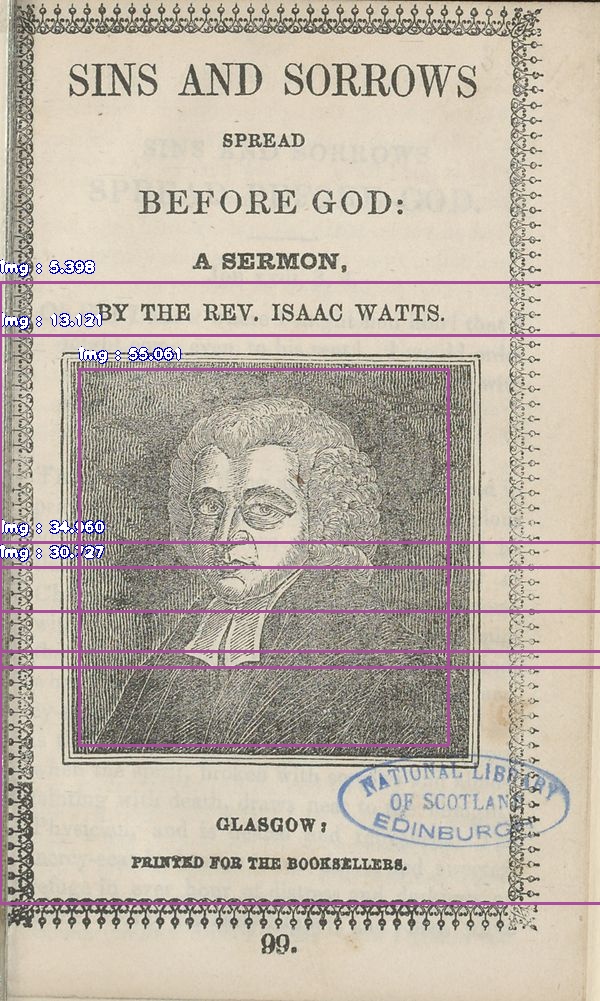 SINS AND SORROWS
SPREAD
BEFORE GOD:
A SERMON,
BY THE REV. ISAAC WATTS.
img : 5.398
img : 13.121
img : 55.061
img : 34.960
img : 30.727
NATIONAL LIBRARY
OF SCOTLAND
EDINBURGH
GLASGOW:
PRINTED FOR THE BOOKSELLERS.
99.